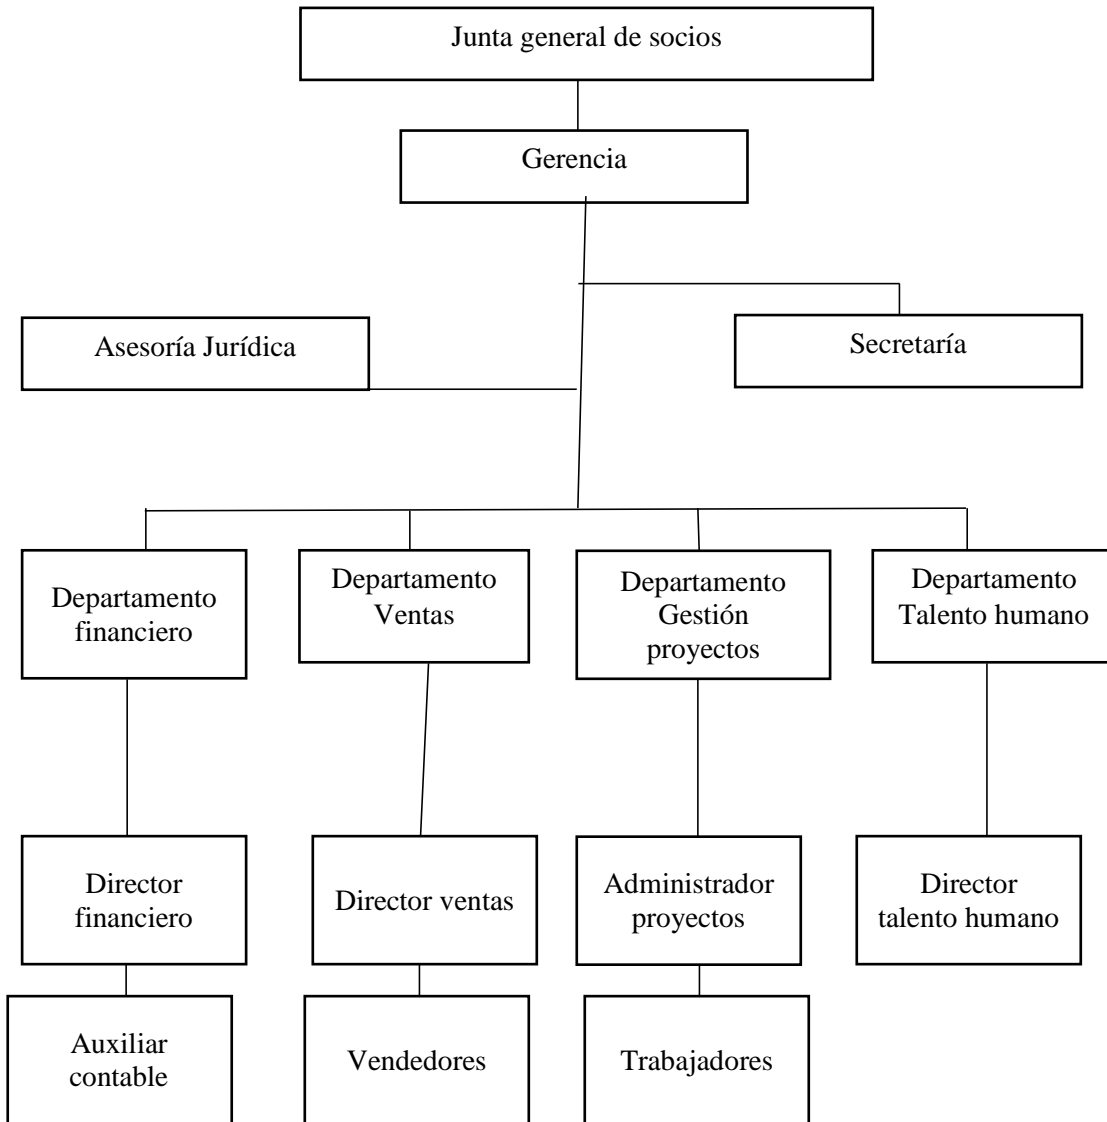 Junta general de socios
Gerencia
Asesoría Jurídica
Secretaría
Departamento
financiero
Departamento
Ventas
Departamento
Gestión
proyectos
Departamento
Talento humano
Director
financiero
Director ventas
Administrador
proyectos
Director
talento humano
Auxiliar
contable
Vendedores
Trabajadores